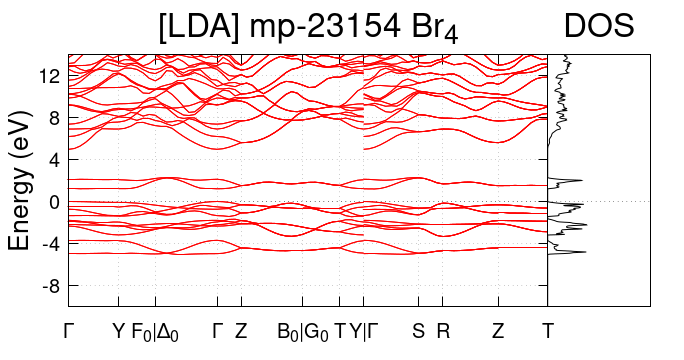 [LDA] mp-23154 Br₄ DOS
Energy (eV)
12
8
4
0
-4
-8
Γ Y F₀|Δ₀ Γ Z B₀|G₀ T Y|Γ S R Z T